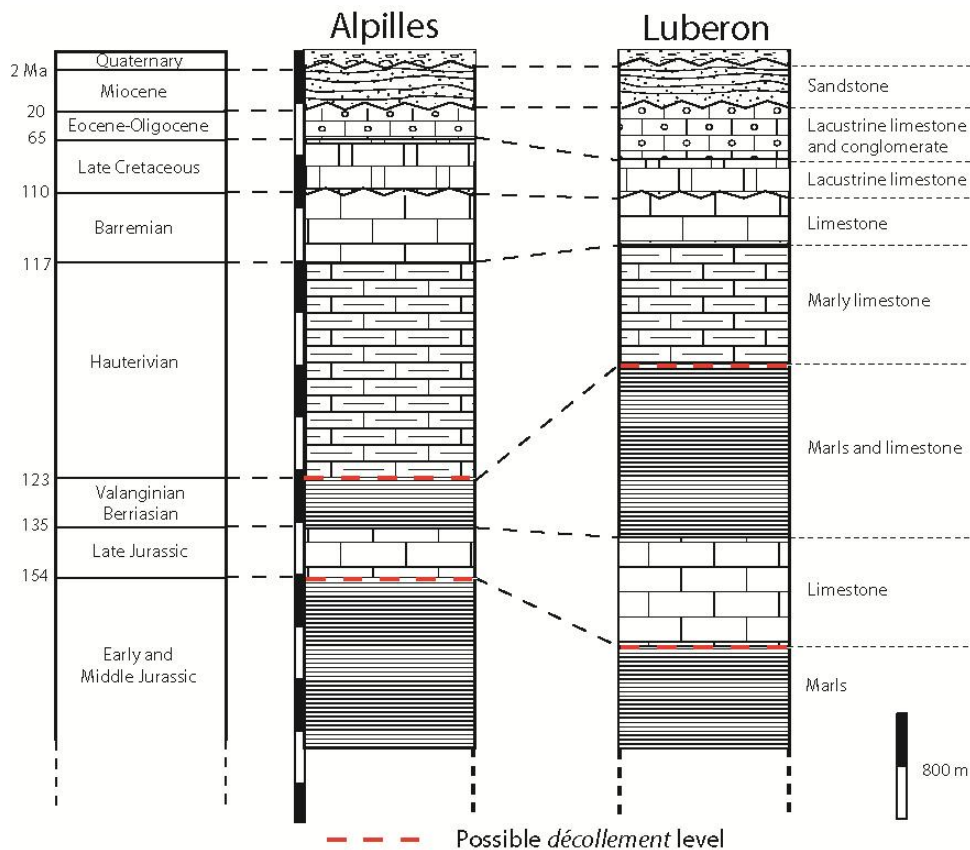 Alpilles
Luberon
Quaternary
2 Ma
Miocene
20
Eocene-Oligocene
65
Late Cretaceous
110
Barremian
117
Hauterivian
123
Valanginian
Berriasian
135
Late Jurassic
154
Early and
Middle Jurassic
Sandstone
Lacustrine limestone
and conglomerate
Lacustrine limestone
Limestone
Marly limestone
Marls and limestone
Limestone
Marls
800 m
Possible décollement level